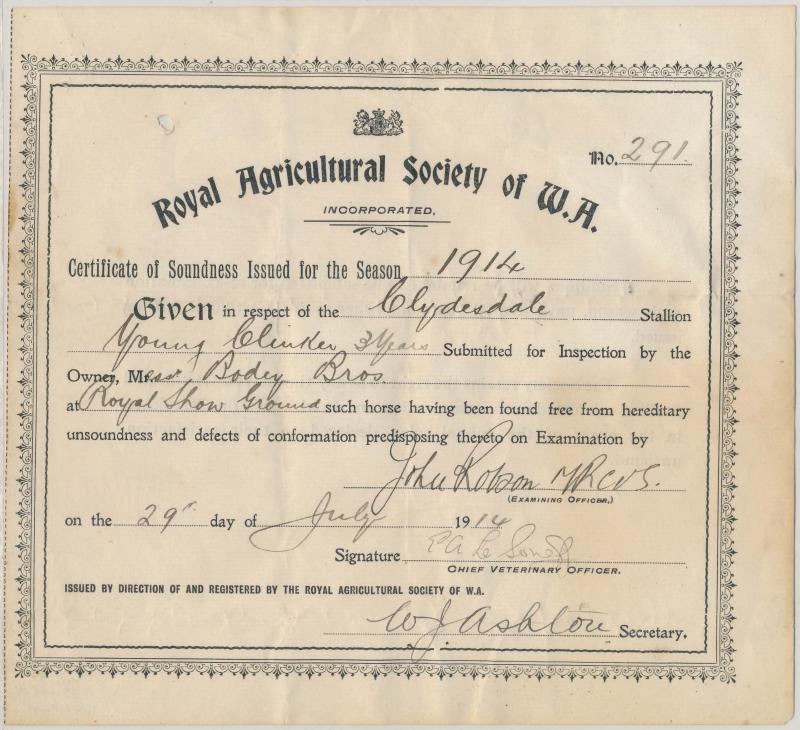 No. 291.
Royal Agricultural Society of W.A.
INCORPORATED.
Certificate of Soundness Issued for the Season 1914
Given in respect of the Clydesdale Stallion
Young Clinker 3 Years Submitted for Inspection by the
Owner, Messrs Bodey Bros.
at Royal Show Ground such horse having been found free from hereditary
unsoundness and defects of conformation predisposing thereto on Examination by
John Robson MRCVS.
(EXAMINING OFFICER.)
on the 29th day of July 1914
Signature E A Le Souef
CHIEF VETERINARY OFFICER.
ISSUED BY DIRECTION OF AND REGISTERED BY THE ROYAL AGRICULTURAL SOCIETY OF W.A.
W J. Ashton Secretary.